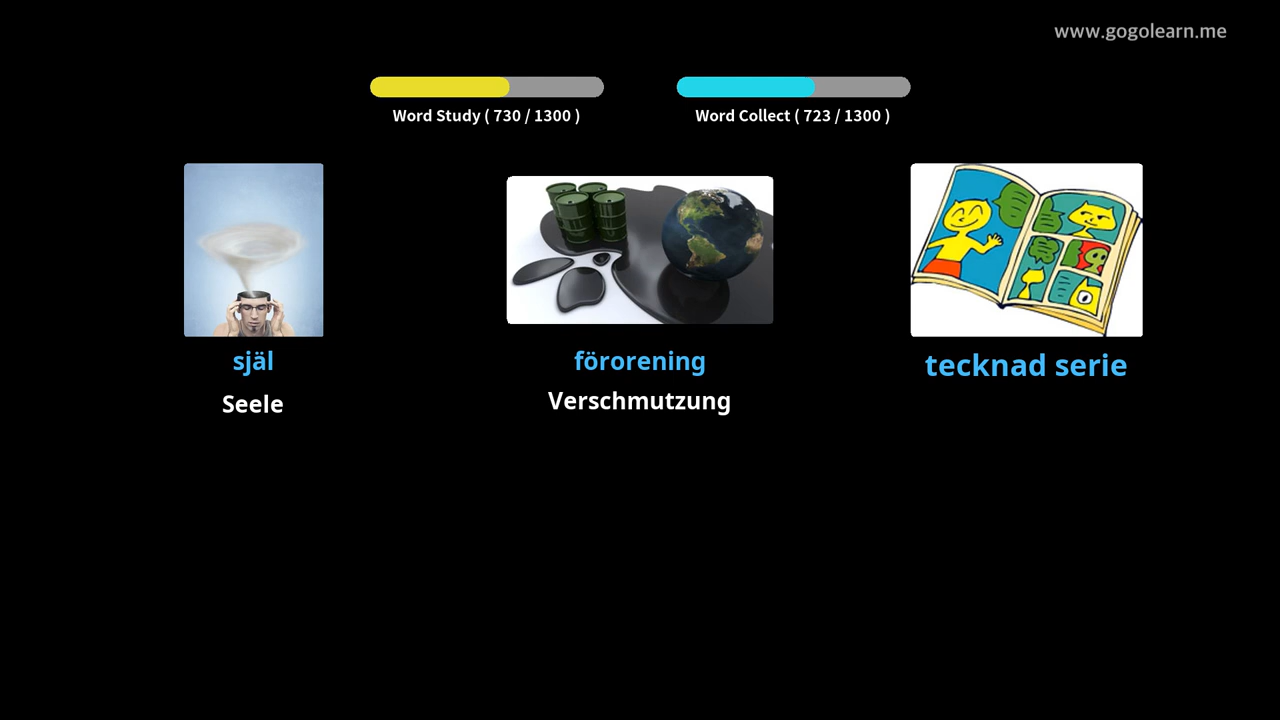 www.gogolearn.me
Word Study ( 730 / 1300 )
Word Collect ( 723 / 1300 )
själ
Seele
förorening
Verschmutzung
tecknad serie